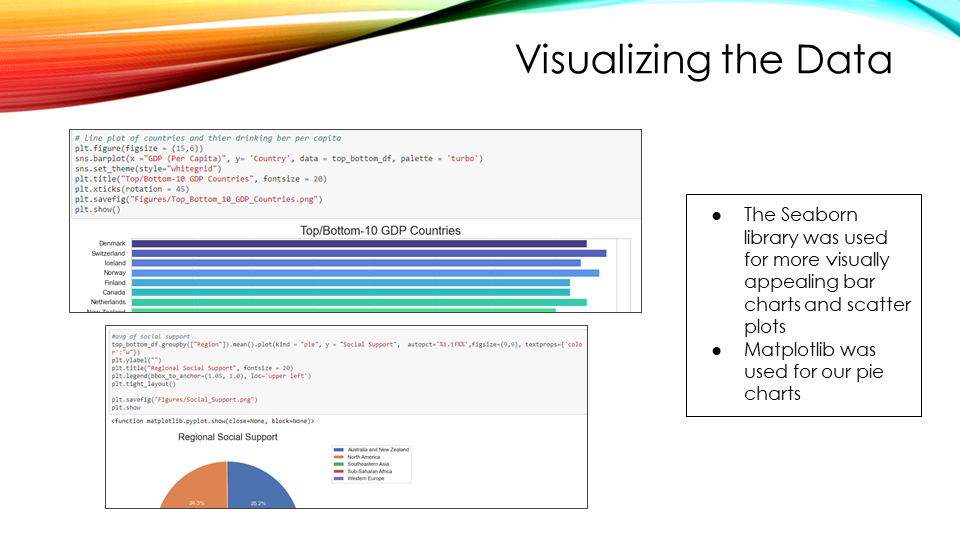 Visualizing the Data
# line plot of countries and thier drinking ber per capita
plt.figure(figsize = (15,6))
sns.barplot(x ="GDP (Per Capita)", y= 'Country', data = top_bottom_df, palette = 'turbo')
sns.set_theme(style="whitegrid")
plt.title("Top/Bottom-10 GDP Countries", fontsize = 20)
plt.xticks(rotation = 45)
plt.savefig("Figures/Top_Bottom_10_GDP_Countries.png")
plt.show()
Top/Bottom-10 GDP Countries
Denmark
Switzerland
Iceland
Norway
Finland
Canada
Netherlands
New Zealand
#avg of social support
top_bottom_df.groupby(["Region"]).mean().plot(kind = "pie", y = "Social Support",  autopct='%1.1f%%',figsize=(9,9), textprops={'colo
r':"w"})
plt.ylabel("")
plt.title("Regional Social Support", fontsize = 20)
plt.legend(bbox_to_anchor=(1.05, 1.0), loc='upper left')
plt.tight_layout()
plt.savefig("Figures/Social_Support.png")
plt.show
<function matplotlib.pyplot.show(close=None, block=None)>
Regional Social Support
Australia and New Zealand
North America
Southeastern Asia
Sub-Saharan Africa
Western Europe
24.3%
25.2%
● The Seaborn
library was used
for more visually
appealing bar
charts and scatter
plots
● Matplotlib was
used for our pie
charts